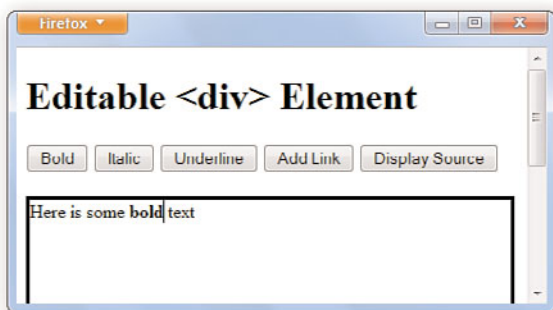 Firefox
Editable <div> Element
Bold Italic Underline Add Link Display Source
Here is some bold text